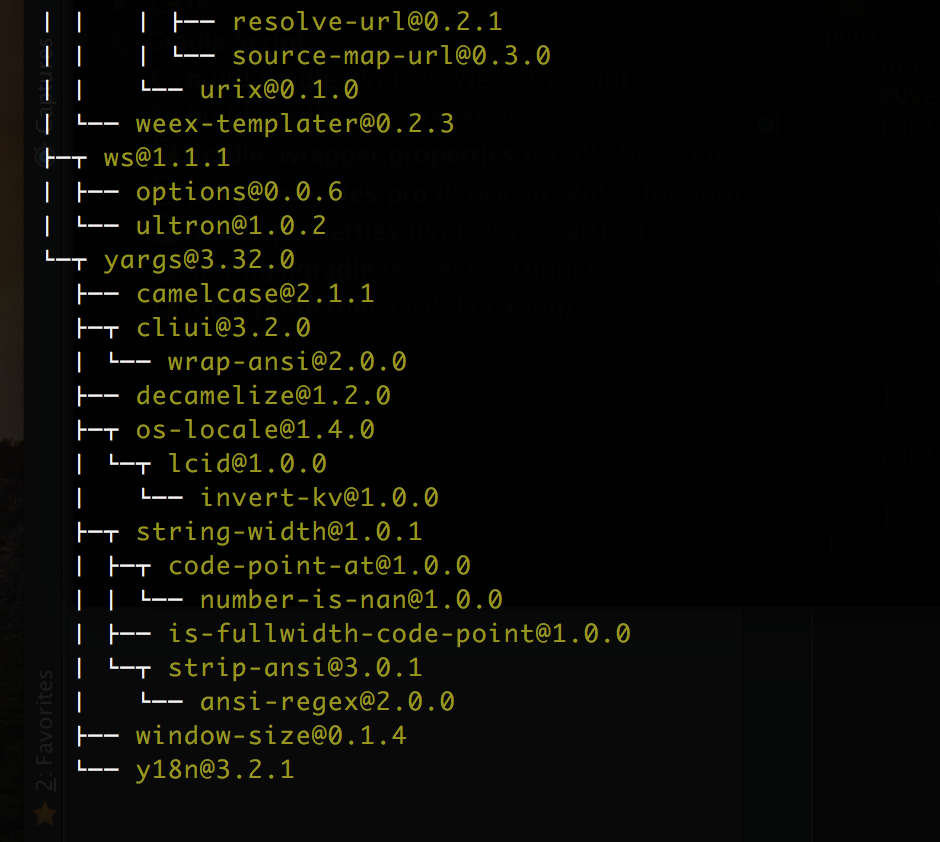 │ │   │ ├── resolve-url@0.2.1
│ │   │ └── source-map-url@0.3.0
│ │   └── urix@0.1.0
│ └── weex-templater@0.2.3
├─┬ ws@1.1.1
│ ├── options@0.0.6
│ └── ultron@1.0.2
└─┬ yargs@3.32.0
  ├── camelcase@2.1.1
  ├─┬ cliui@3.2.0
  │ └── wrap-ansi@2.0.0
  ├── decamelize@1.2.0
  ├─┬ os-locale@1.4.0
  │ └─┬ lcid@1.0.0
  │   └── invert-kv@1.0.0
  ├─┬ string-width@1.0.1
  │ ├─┬ code-point-at@1.0.0
  │ │ └── number-is-nan@1.0.0
  │ ├── is-fullwidth-code-point@1.0.0
  │ └─┬ strip-ansi@3.0.1
  │   └── ansi-regex@2.0.0
  ├── window-size@0.1.4
  └── y18n@3.2.1
Captures
2: Favorites